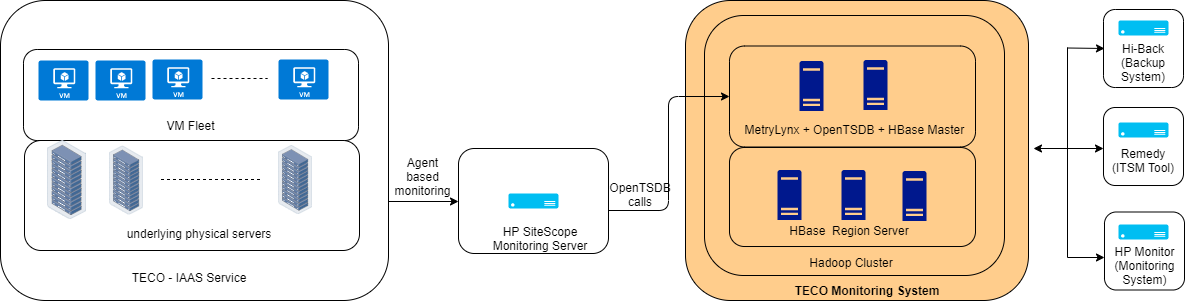 VM
VM
VM
VM
VM Fleet
underlying physical servers
TECO - IAAS Service
Agent
based
monitoring
HP SiteScope
Monitoring Server
OpenTSDB
calls
MetryLynx + OpenTSDB + HBase Master
HBase Region Server
Hadoop Cluster
TECO Monitoring System
Hi-Back
(Backup
System)
Remedy
(ITSM Tool)
HP Monitor
(Monitoring
System)